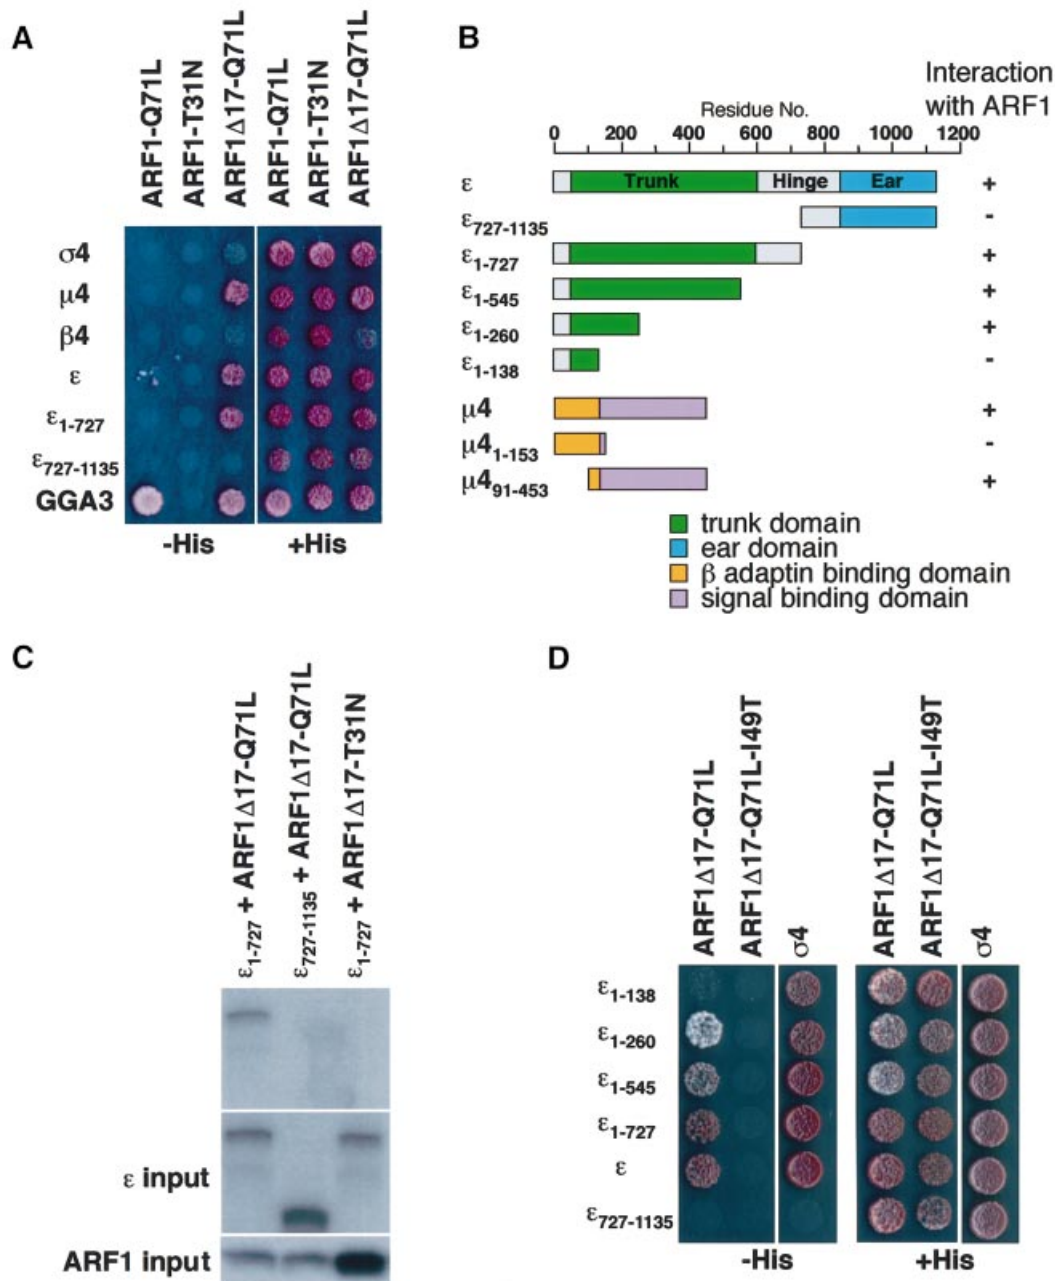 A
ARF1-Q71L
ARF1-T31N
ARF1Δ17-Q71L
ARF1-Q71L
ARF1-T31N
ARF1Δ17-Q71L
σ4
μ4
β4
ε
ε1-727
ε727-1135
GGA3
-His
+His
B
Interaction
with ARF1
Residue No.
0 200 400 600 800 1000 1200
ε Trunk Hinge Ear +
ε727-1135 -
ε1-727 +
ε1-545 +
ε1-260 +
ε1-138 -
μ4 +
μ41-153 -
μ491-453 +
trunk domain
ear domain
β adaptin binding domain
signal binding domain
C
ε1-727 + ARF1Δ17-Q71L
ε727-1135 + ARF1Δ17-Q71L
ε1-727 + ARF1Δ17-T31N
ε input
ARF1 input
D
ARF1Δ17-Q71L
ARF1Δ17-Q71L-I49T
σ4
ARF1Δ17-Q71L
ARF1Δ17-Q71L-I49T
σ4
ε1-138
ε1-260
ε1-545
ε1-727
ε
ε727-1135
-His
+His